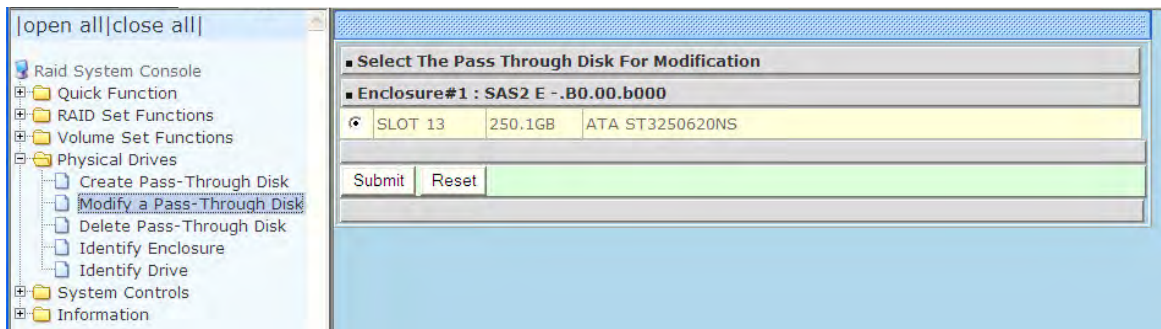 |open all|close all|
Raid System Console
Quick Function
RAID Set Functions
Volume Set Functions
Physical Drives
Create Pass-Through Disk
Modify a Pass-Through Disk
Delete Pass-Through Disk
Identify Enclosure
Identify Drive
System Controls
Information
Select The Pass Through Disk For Modification
Enclosure#1 : SAS2 E -.B0.00.b000
SLOT 13 250.1GB ATA ST3250620NS
Submit Reset